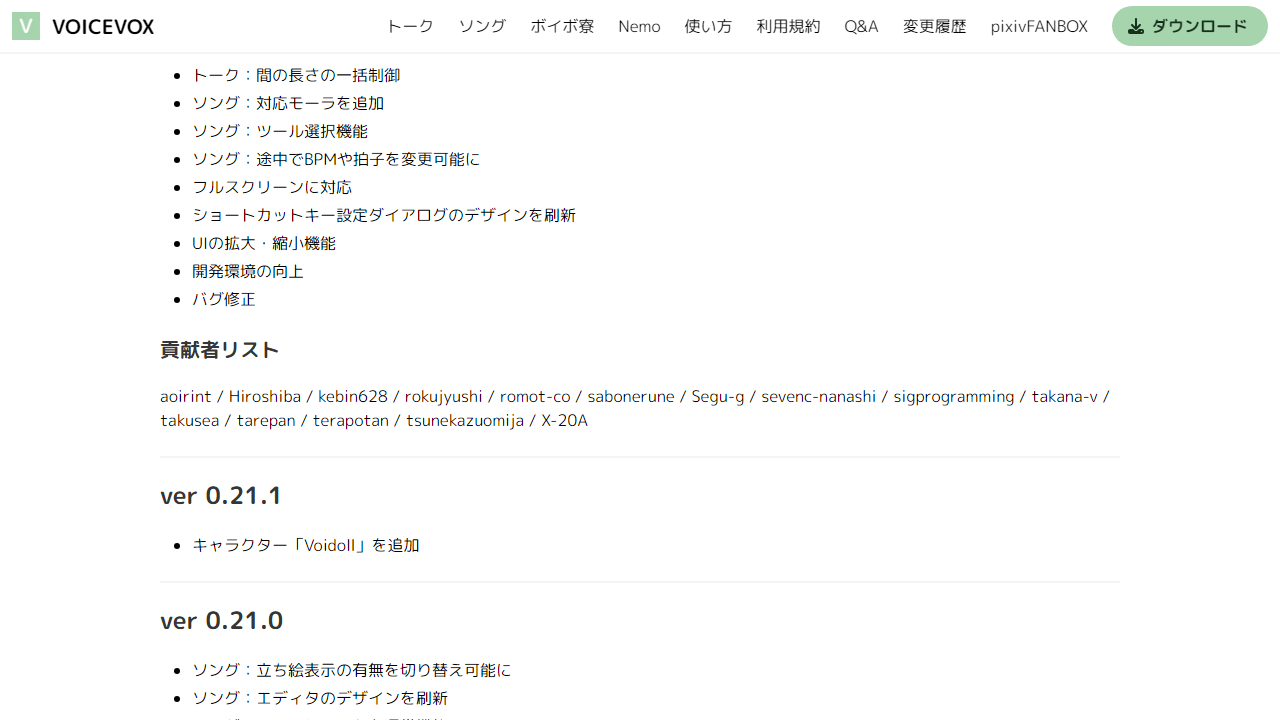 V VOICEVOX トーク ソング ボイボ寮 Nemo 使い方 利用規約 Q&A 変更履歴 pixivFANBOX ダウンロード
トーク：間の長さの一括制御
ソング：対応モーラを追加
ソング：ツール選択機能
ソング：途中でBPMや拍子を変更可能に
フルスクリーンに対応
ショートカットキー設定ダイアログのデザインを刷新
UIの拡大・縮小機能
開発環境の向上
バグ修正
貢献者リスト
aoirint / Hiroshiba / kebin628 / rokujyushi / romot-co / sabonerune / Segu-g / sevenc-nanashi / sigprogramming / takana-v /
takusea / tarepan / terapotan / tsunekazuomija / X-20A
ver 0.21.1
キャラクター「Voidoll」を追加
ver 0.21.0
ソング：立ち絵表示の有無を切り替え可能に
ソング：エディタのデザインを刷新